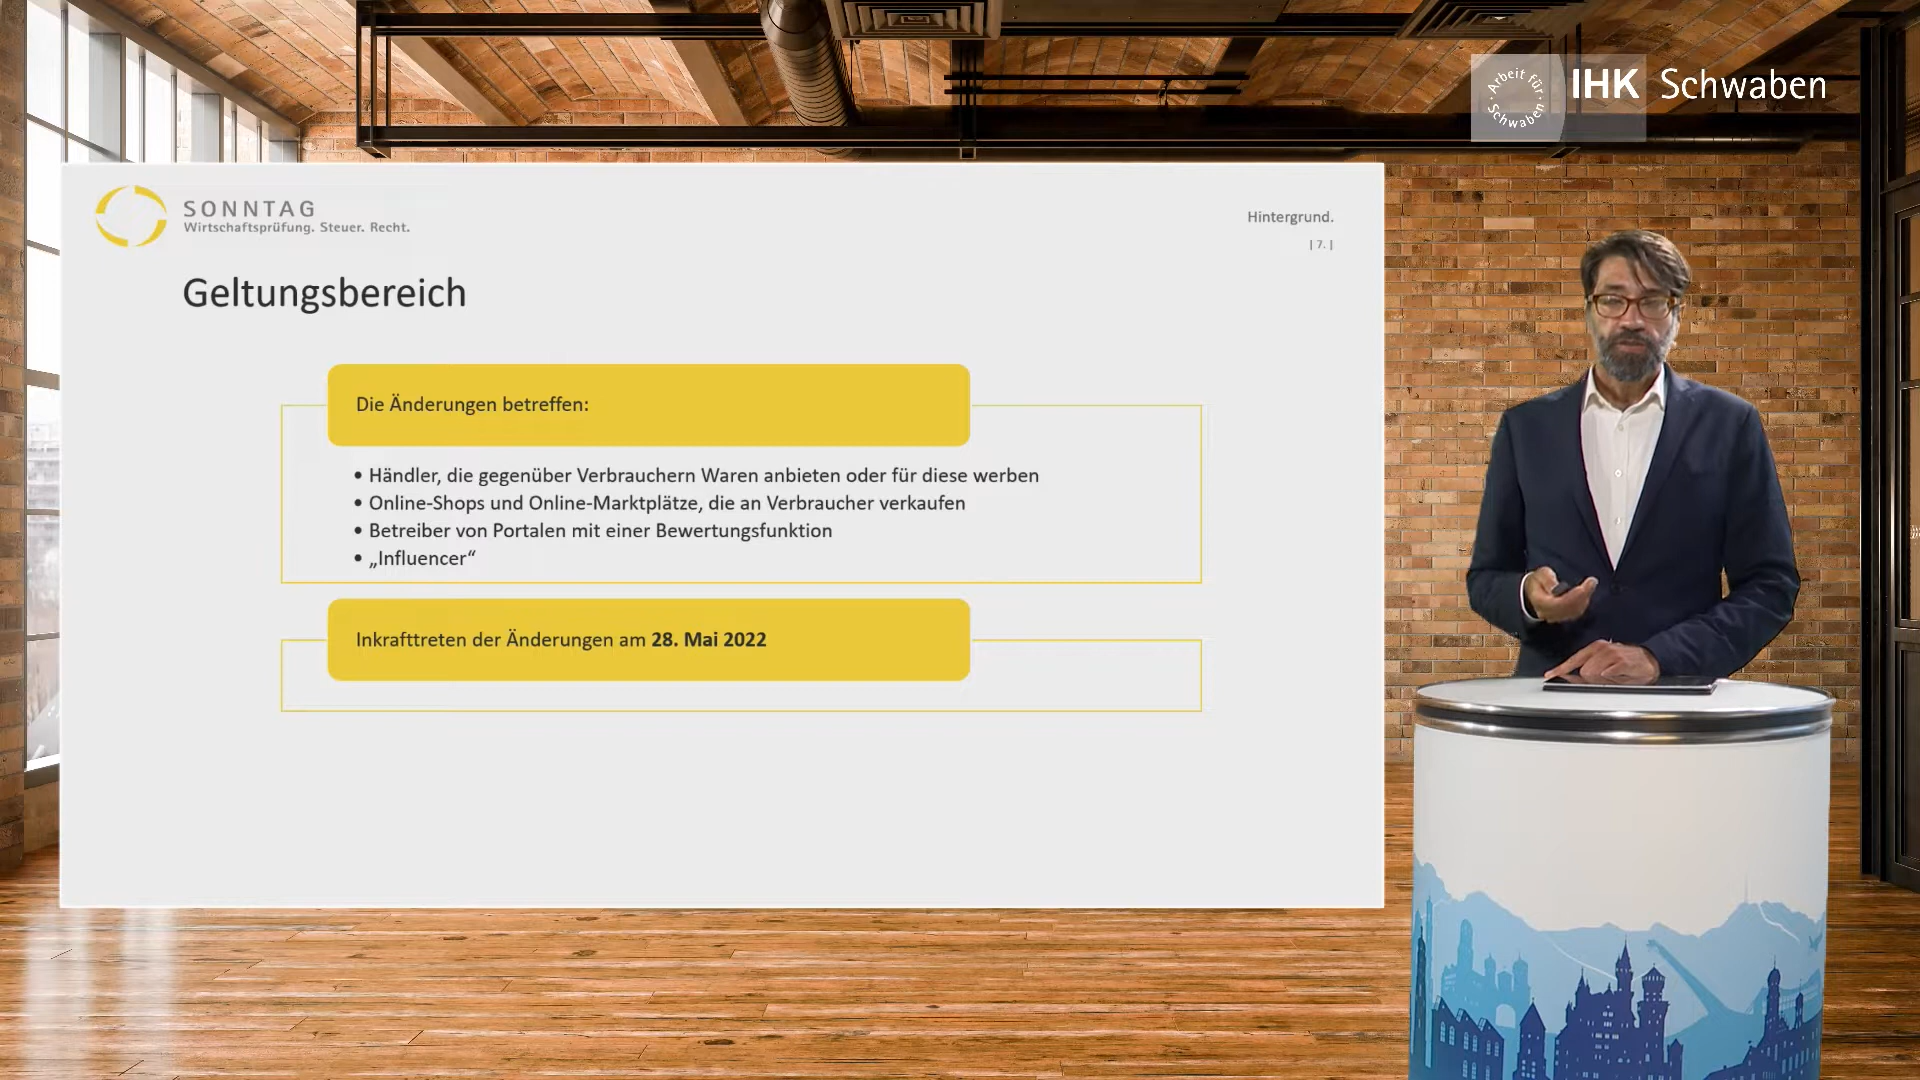 Arbeit für
Schwaben
IHK Schwaben
SONNTAG
Wirtschaftsprüfung. Steuer. Recht.
Hintergrund.
| 7. |
Geltungsbereich
Die Änderungen betreffen:
• Händler, die gegenüber Verbrauchern Waren anbieten oder für diese werben
• Online-Shops und Online-Marktplätze, die an Verbraucher verkaufen
• Betreiber von Portalen mit einer Bewertungsfunktion
• „Influencer“
Inkrafttreten der Änderungen am 28. Mai 2022